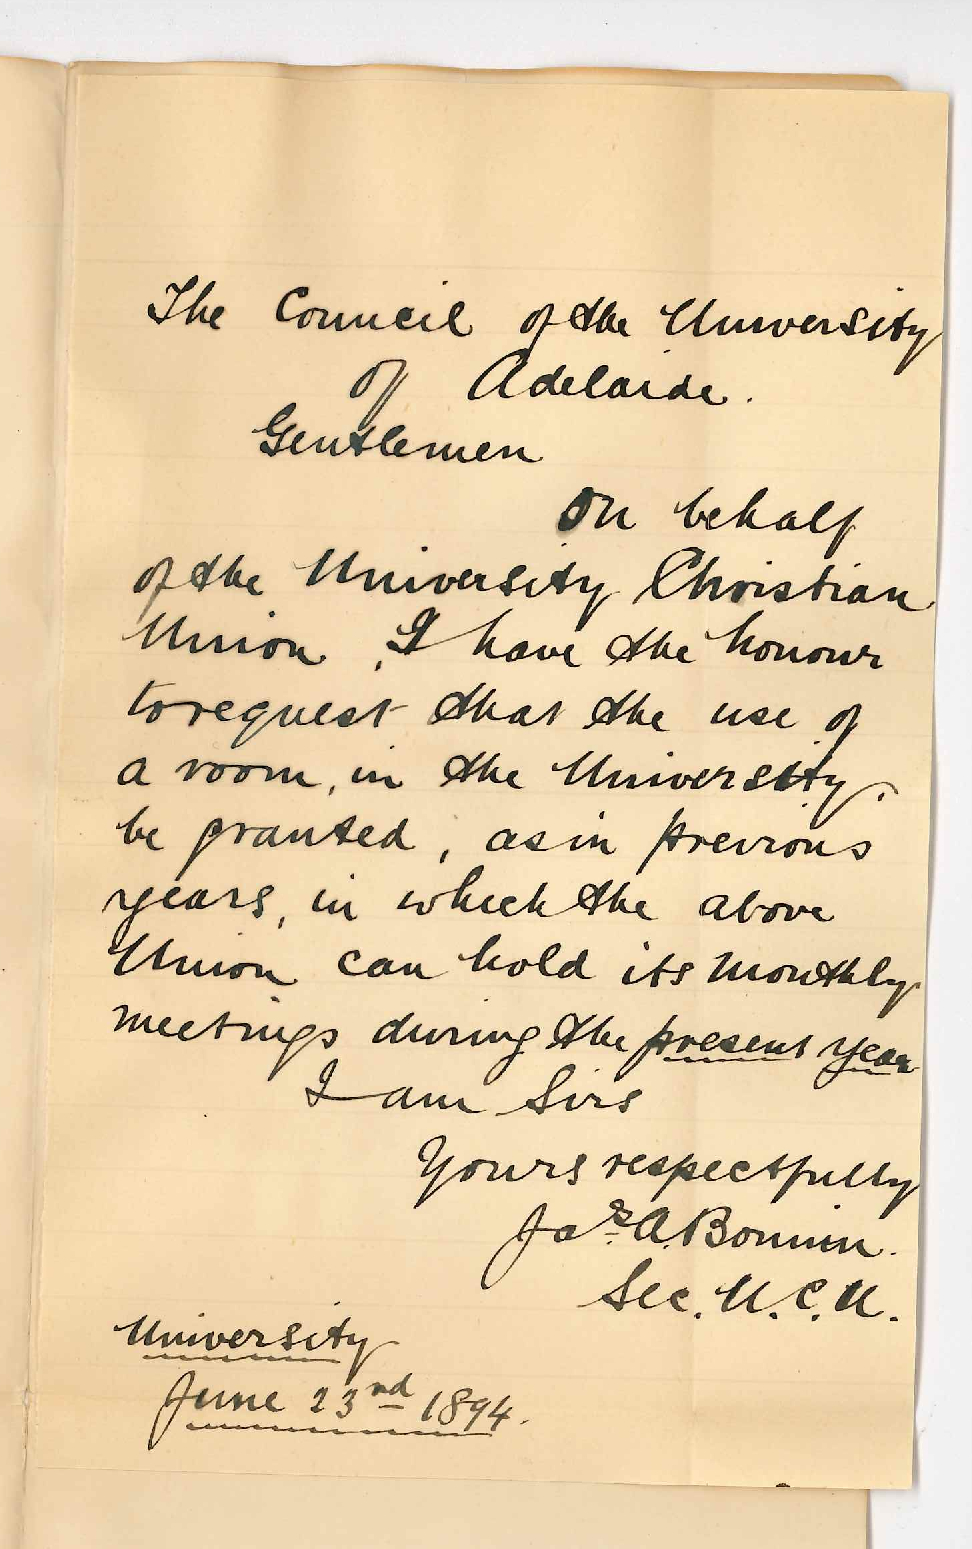 The Council of the University
of Adelaide.
Gentlemen
On behalf
of the University Christian
Union, I have the honour
to request that the use of
a room, in the University,
be granted, as in previous
years, in which the above
Union can hold its monthly
meetings during the present year
I am Sirs
Yours respectfully
Jas. A. Bonnin.
Sec. U.C.U.
University
June 23rd 1894.